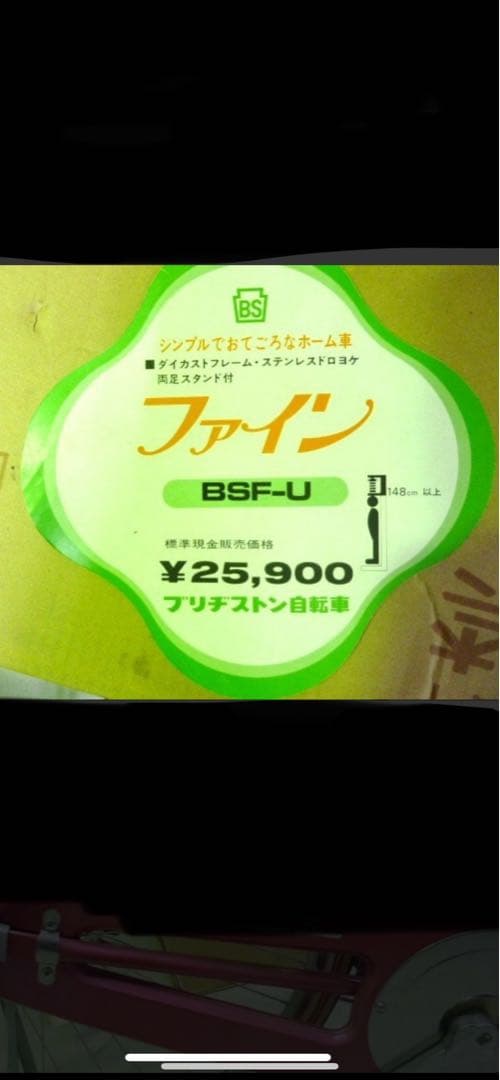 BS
シンプルでおてごろなホーム車
■ダイカストフレーム・ステンレスドロヨケ
両足スタンド付
ファイン
BSF-U
148cm 以上
標準現金販売価格
¥25,900
ブリヂストン自転車